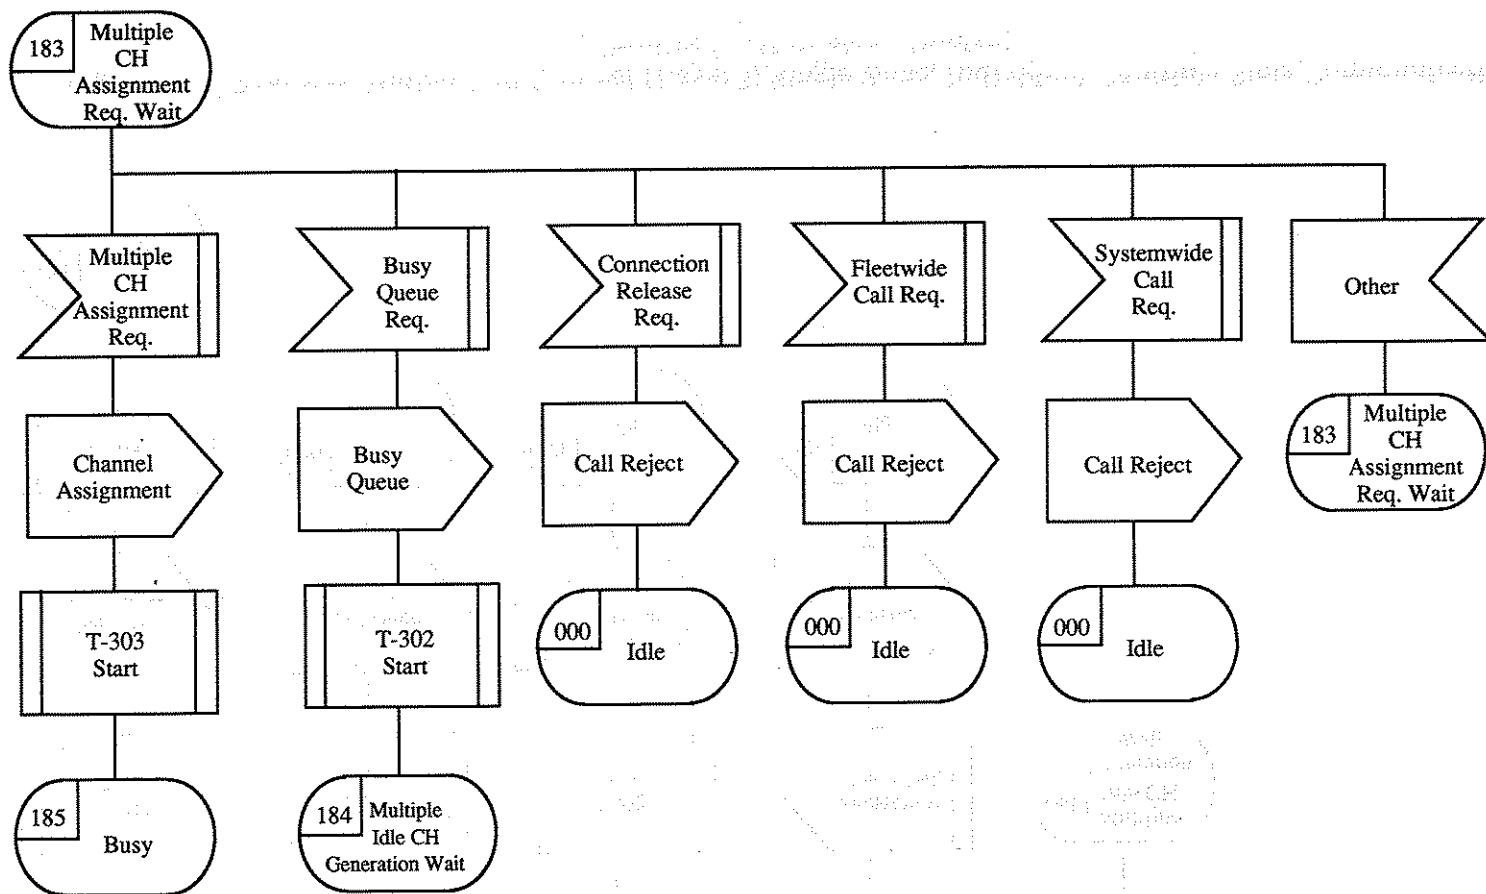 183
Multiple
CH
Assignment
Req. Wait
Multiple
CH
Assignment
Req.
Busy
Queue
Req.
Connection
Release
Req.
Fleetwide
Call Req.
Systemwide
Call
Req.
Other
Channel
Assignment
Busy
Queue
Call Reject
Call Reject
Call Reject
183
Multiple
CH
Assignment
Req. Wait
T-303
Start
T-302
Start
000
Idle
000
Idle
000
Idle
185
Busy
184
Multiple
Idle CH
Generation Wait